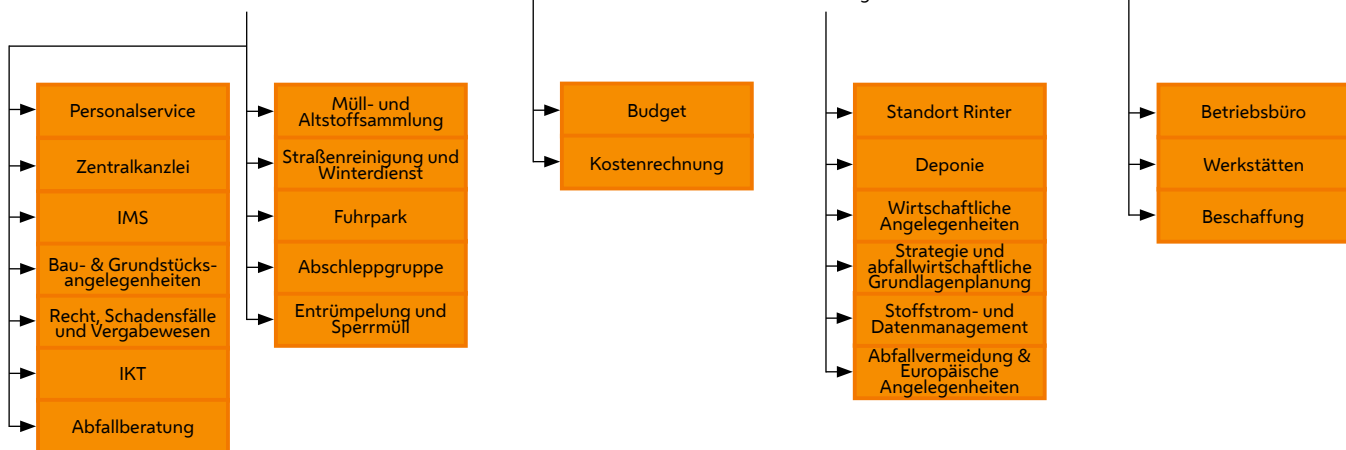 Personalservice
Zentralkanzlei
IMS
Bau- & Grundstücks-
angelegenheiten
Recht, Schadensfälle
und Vergabewesen
IKT
Abfallberatung
Müll- und
Altstoffsammlung
Straßenreinigung und
Winterdienst
Fuhrpark
Abschleppgruppe
Entrümpelung und
Sperrmüll
Budget
Kostenrechnung
Standort Rinter
Deponie
Wirtschaftliche
Angelegenheiten
Strategie und
abfallwirtschaftliche
Grundlagenplanung
Stoffstrom- und
Datenmanagement
Abfallvermeidung &
Europäische
Angelegenheiten
Betriebsbüro
Werkstätten
Beschaffung